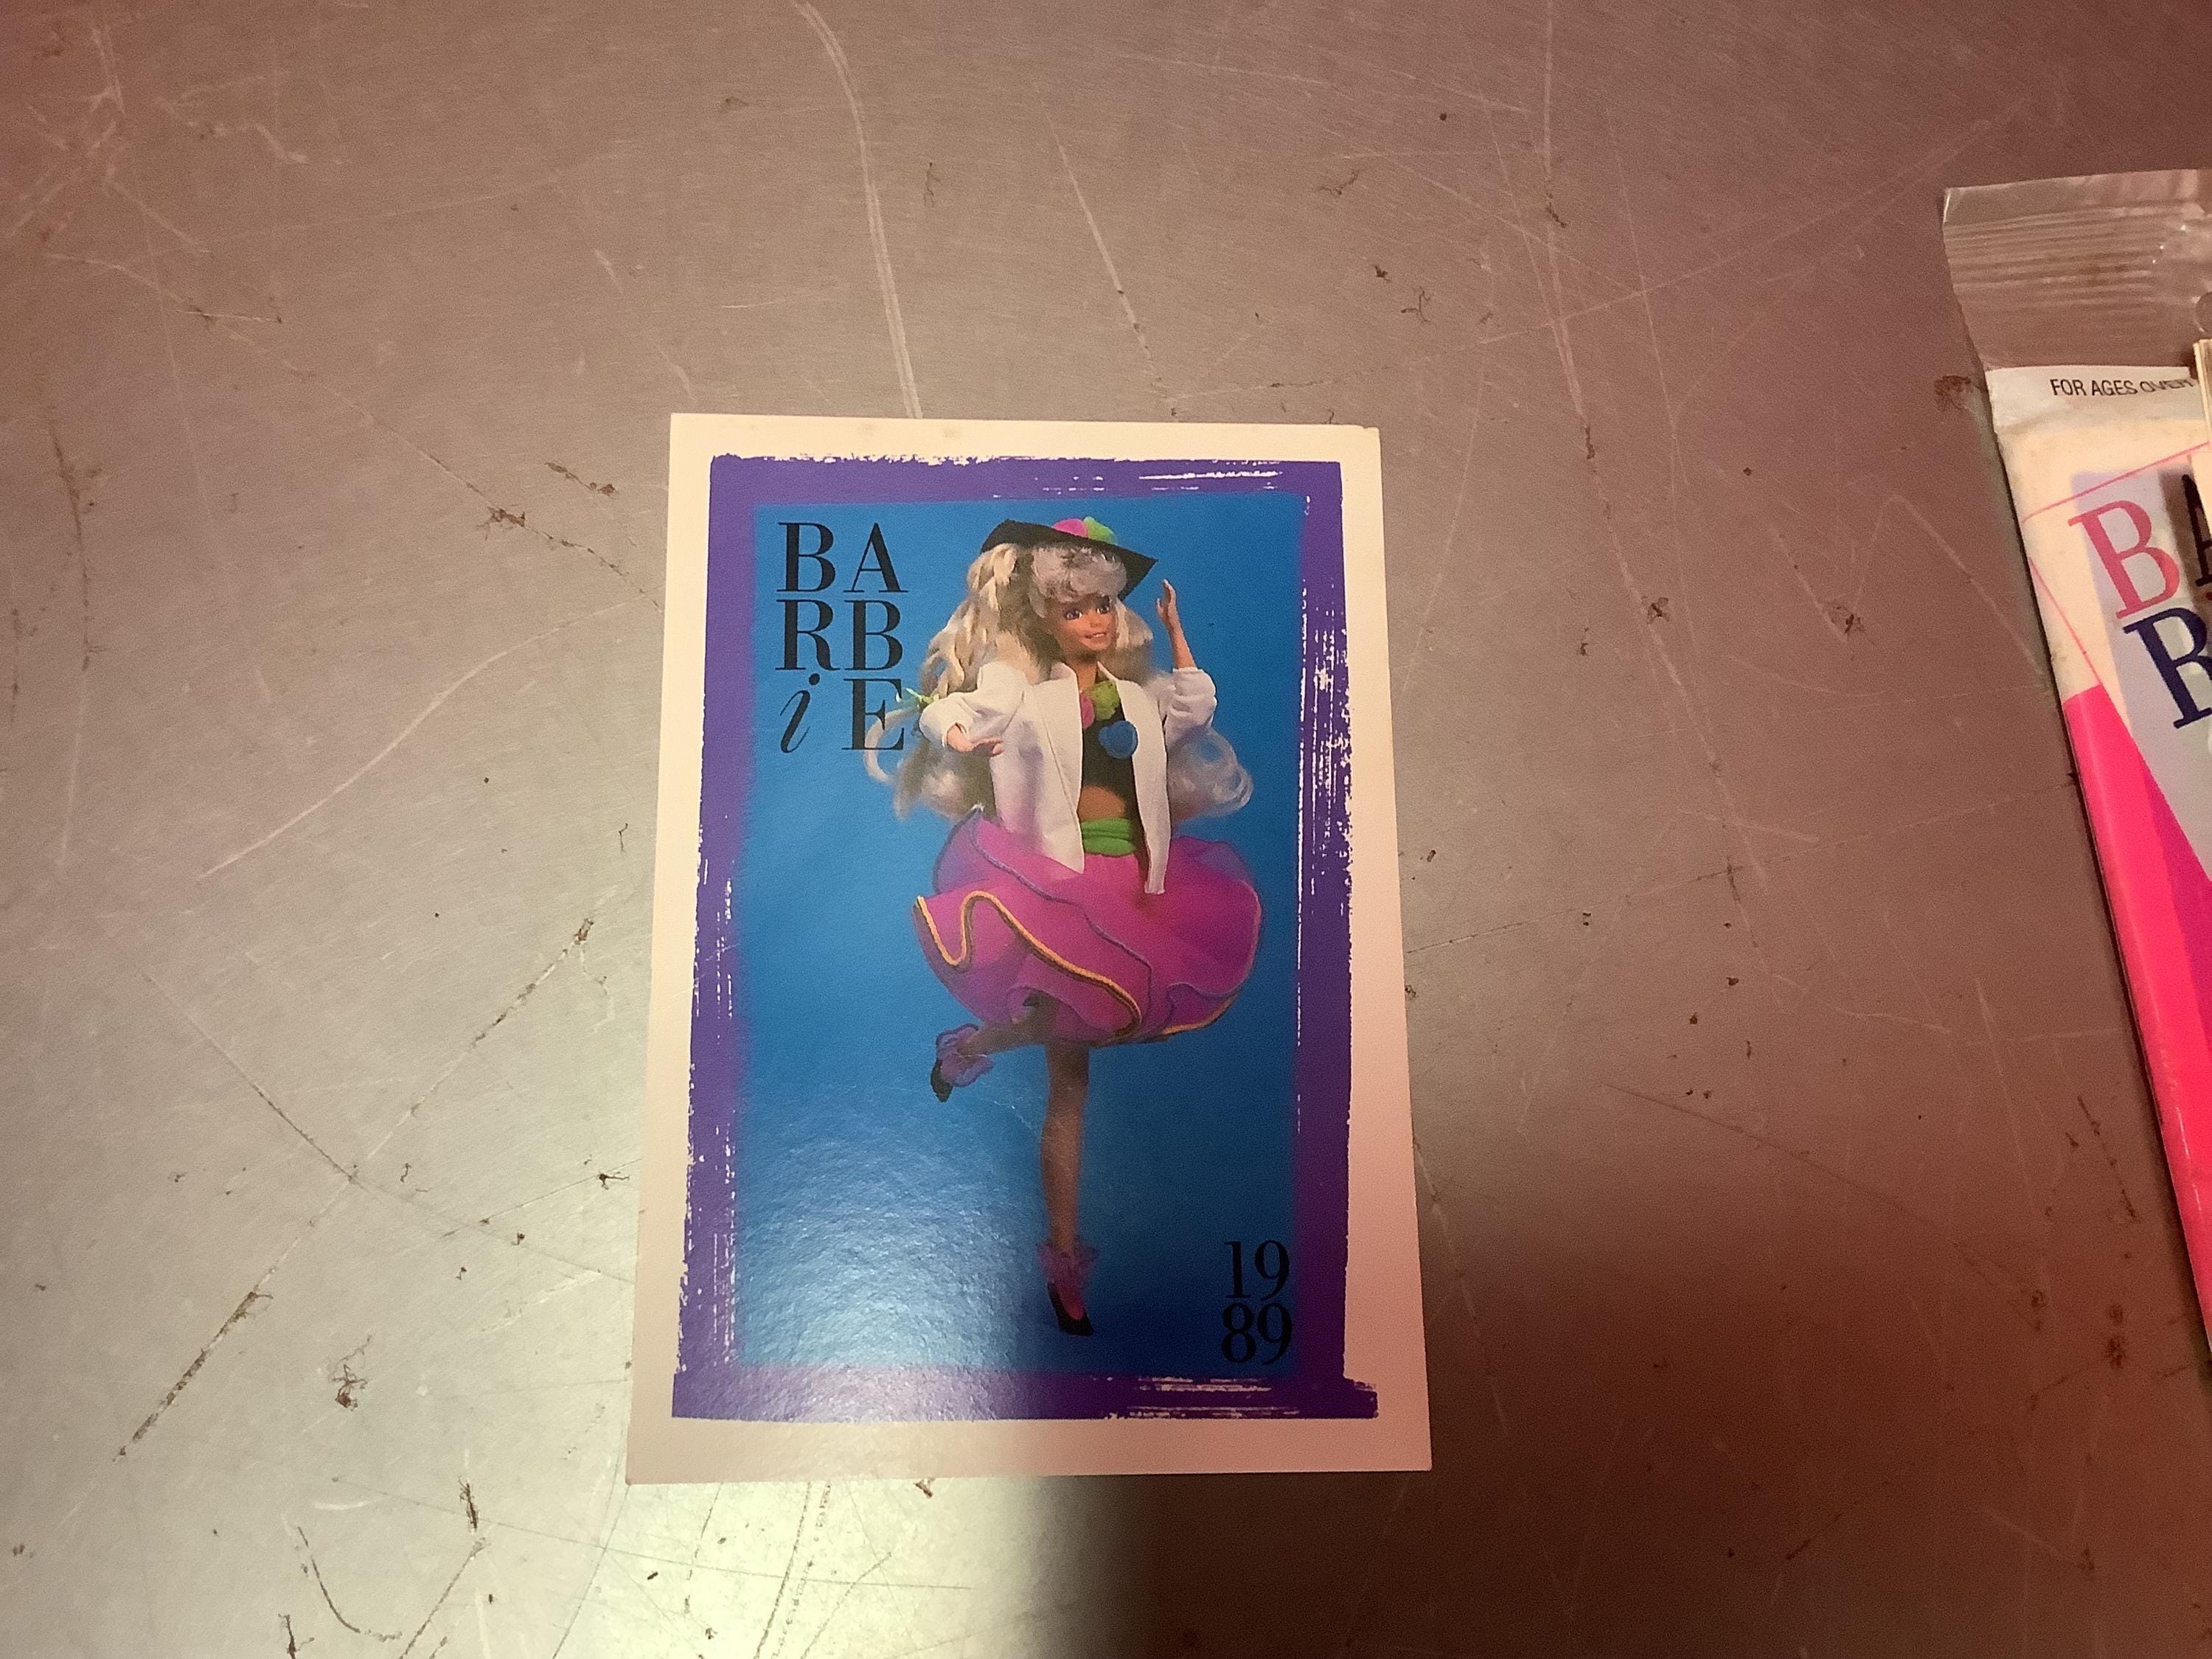 BA
RB
iE
19
89
FOR AGES OVER
B
R